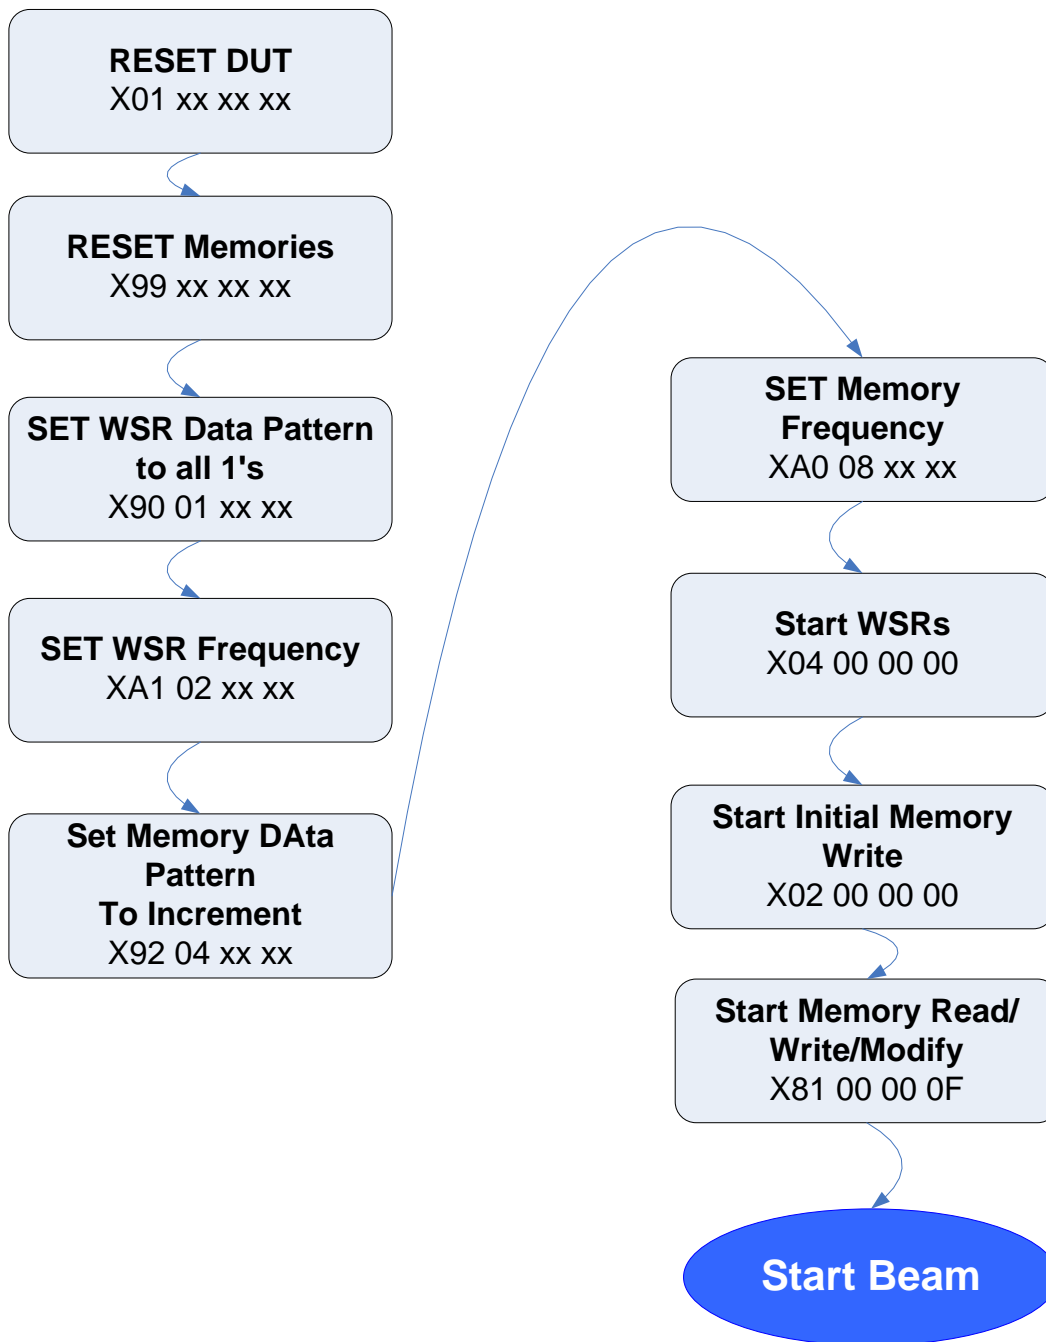 RESET DUT
X01 xx xx xx
RESET Memories
X99 xx xx xx
SET WSR Data Pattern
to all 1's
X90 01 xx xx
SET WSR Frequency
XA1 02 xx xx
Set Memory DAta
Pattern
To Increment
X92 04 xx xx
SET Memory
Frequency
XA0 08 xx xx
Start WSRs
X04 00 00 00
Start Initial Memory
Write
X02 00 00 00
Start Memory Read/
Write/Modify
X81 00 00 0F
Start Beam